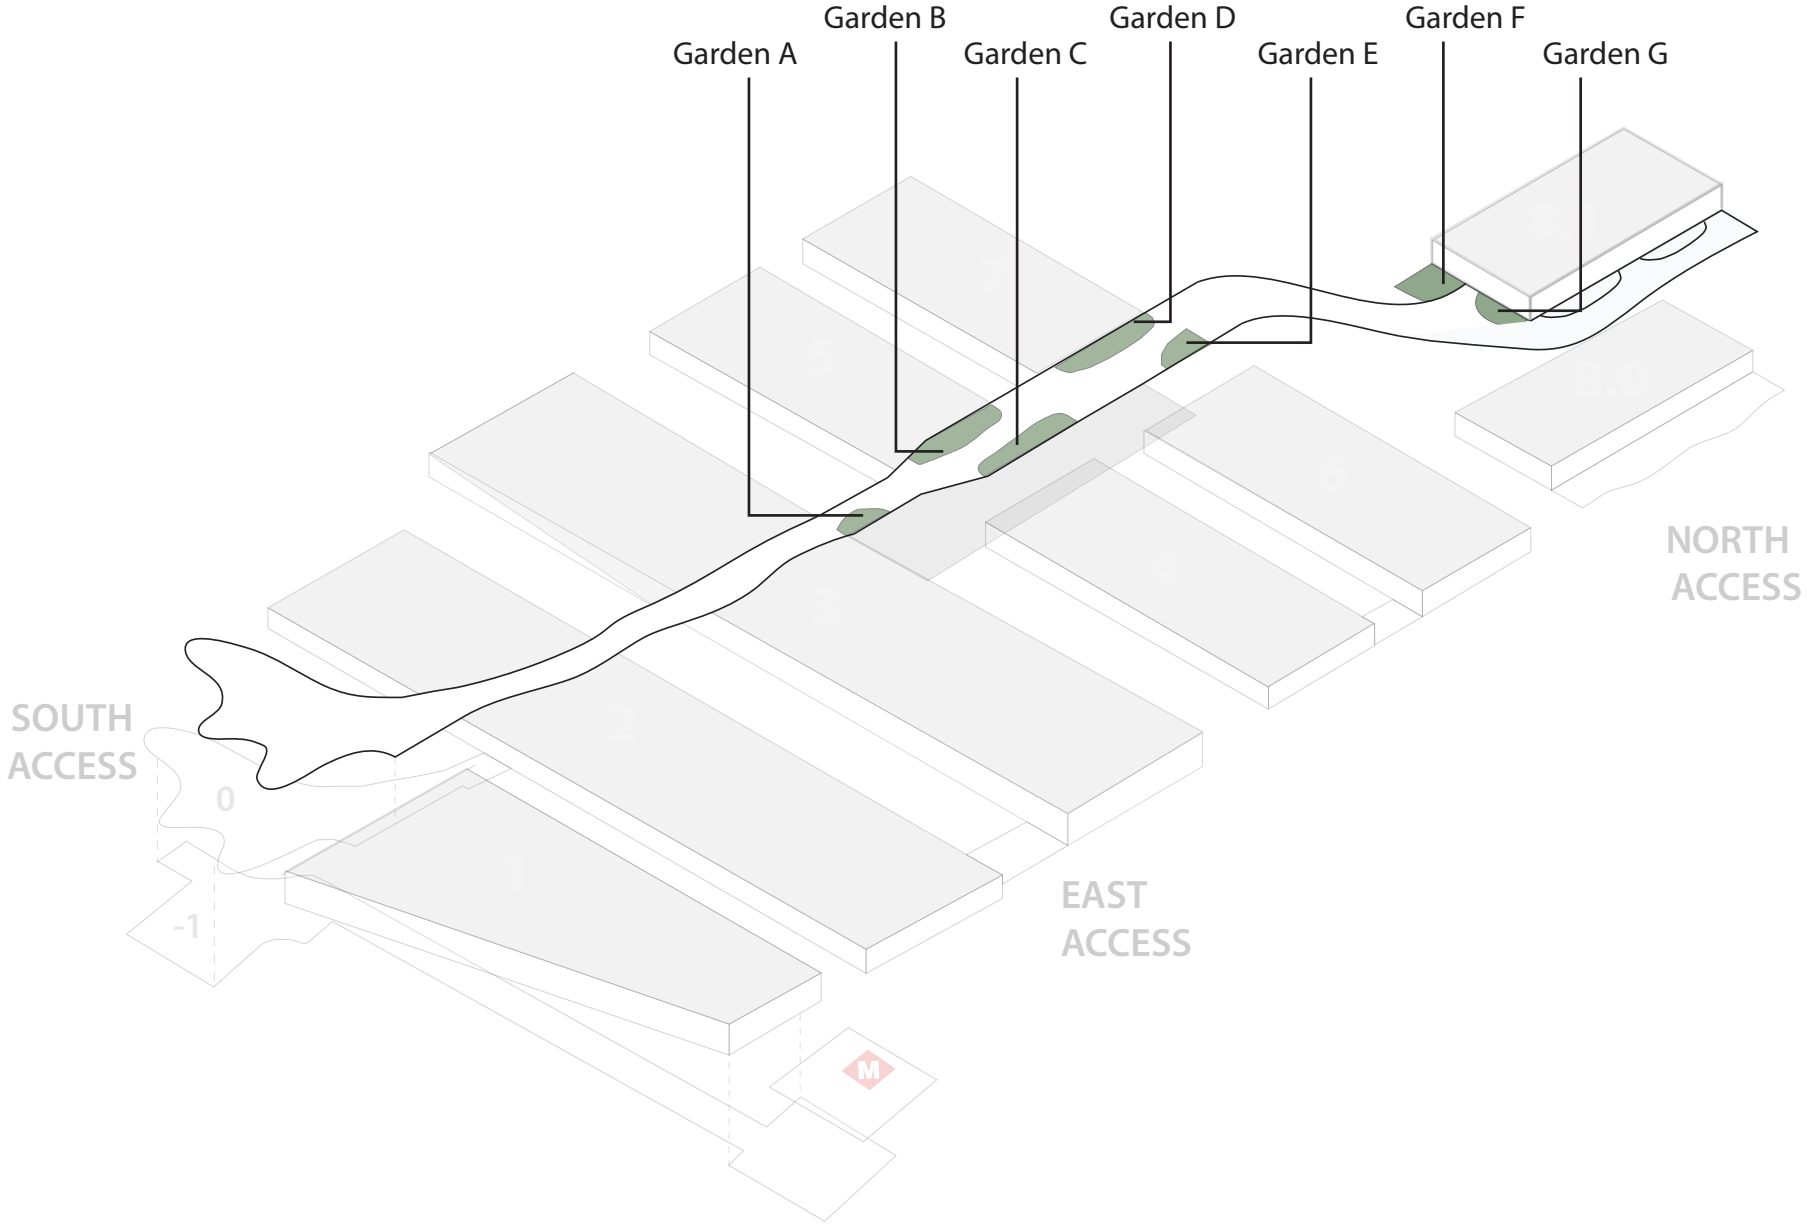 Garden B
Garden D
Garden F
Garden A
Garden C
Garden E
Garden G
NORTH
ACCESS
SOUTH
ACCESS
0
-1
EAST
ACCESS
M